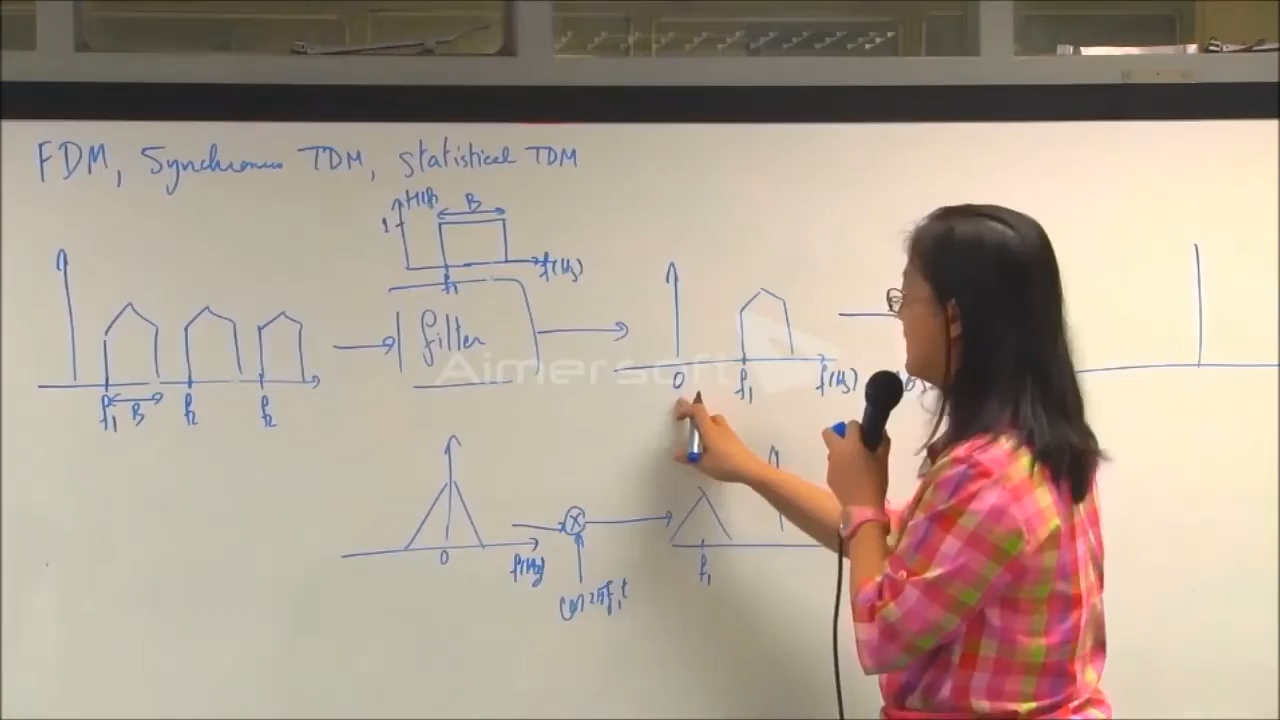 FDM, Synchronus TDM, statistical TDM
H(f)
B
1
f(Hz)
f1
filter
f1 B f2 f2
0 f1 f(Hz)
Aimersoft
0 f(Hz)
X
cos 2πf1t
f1